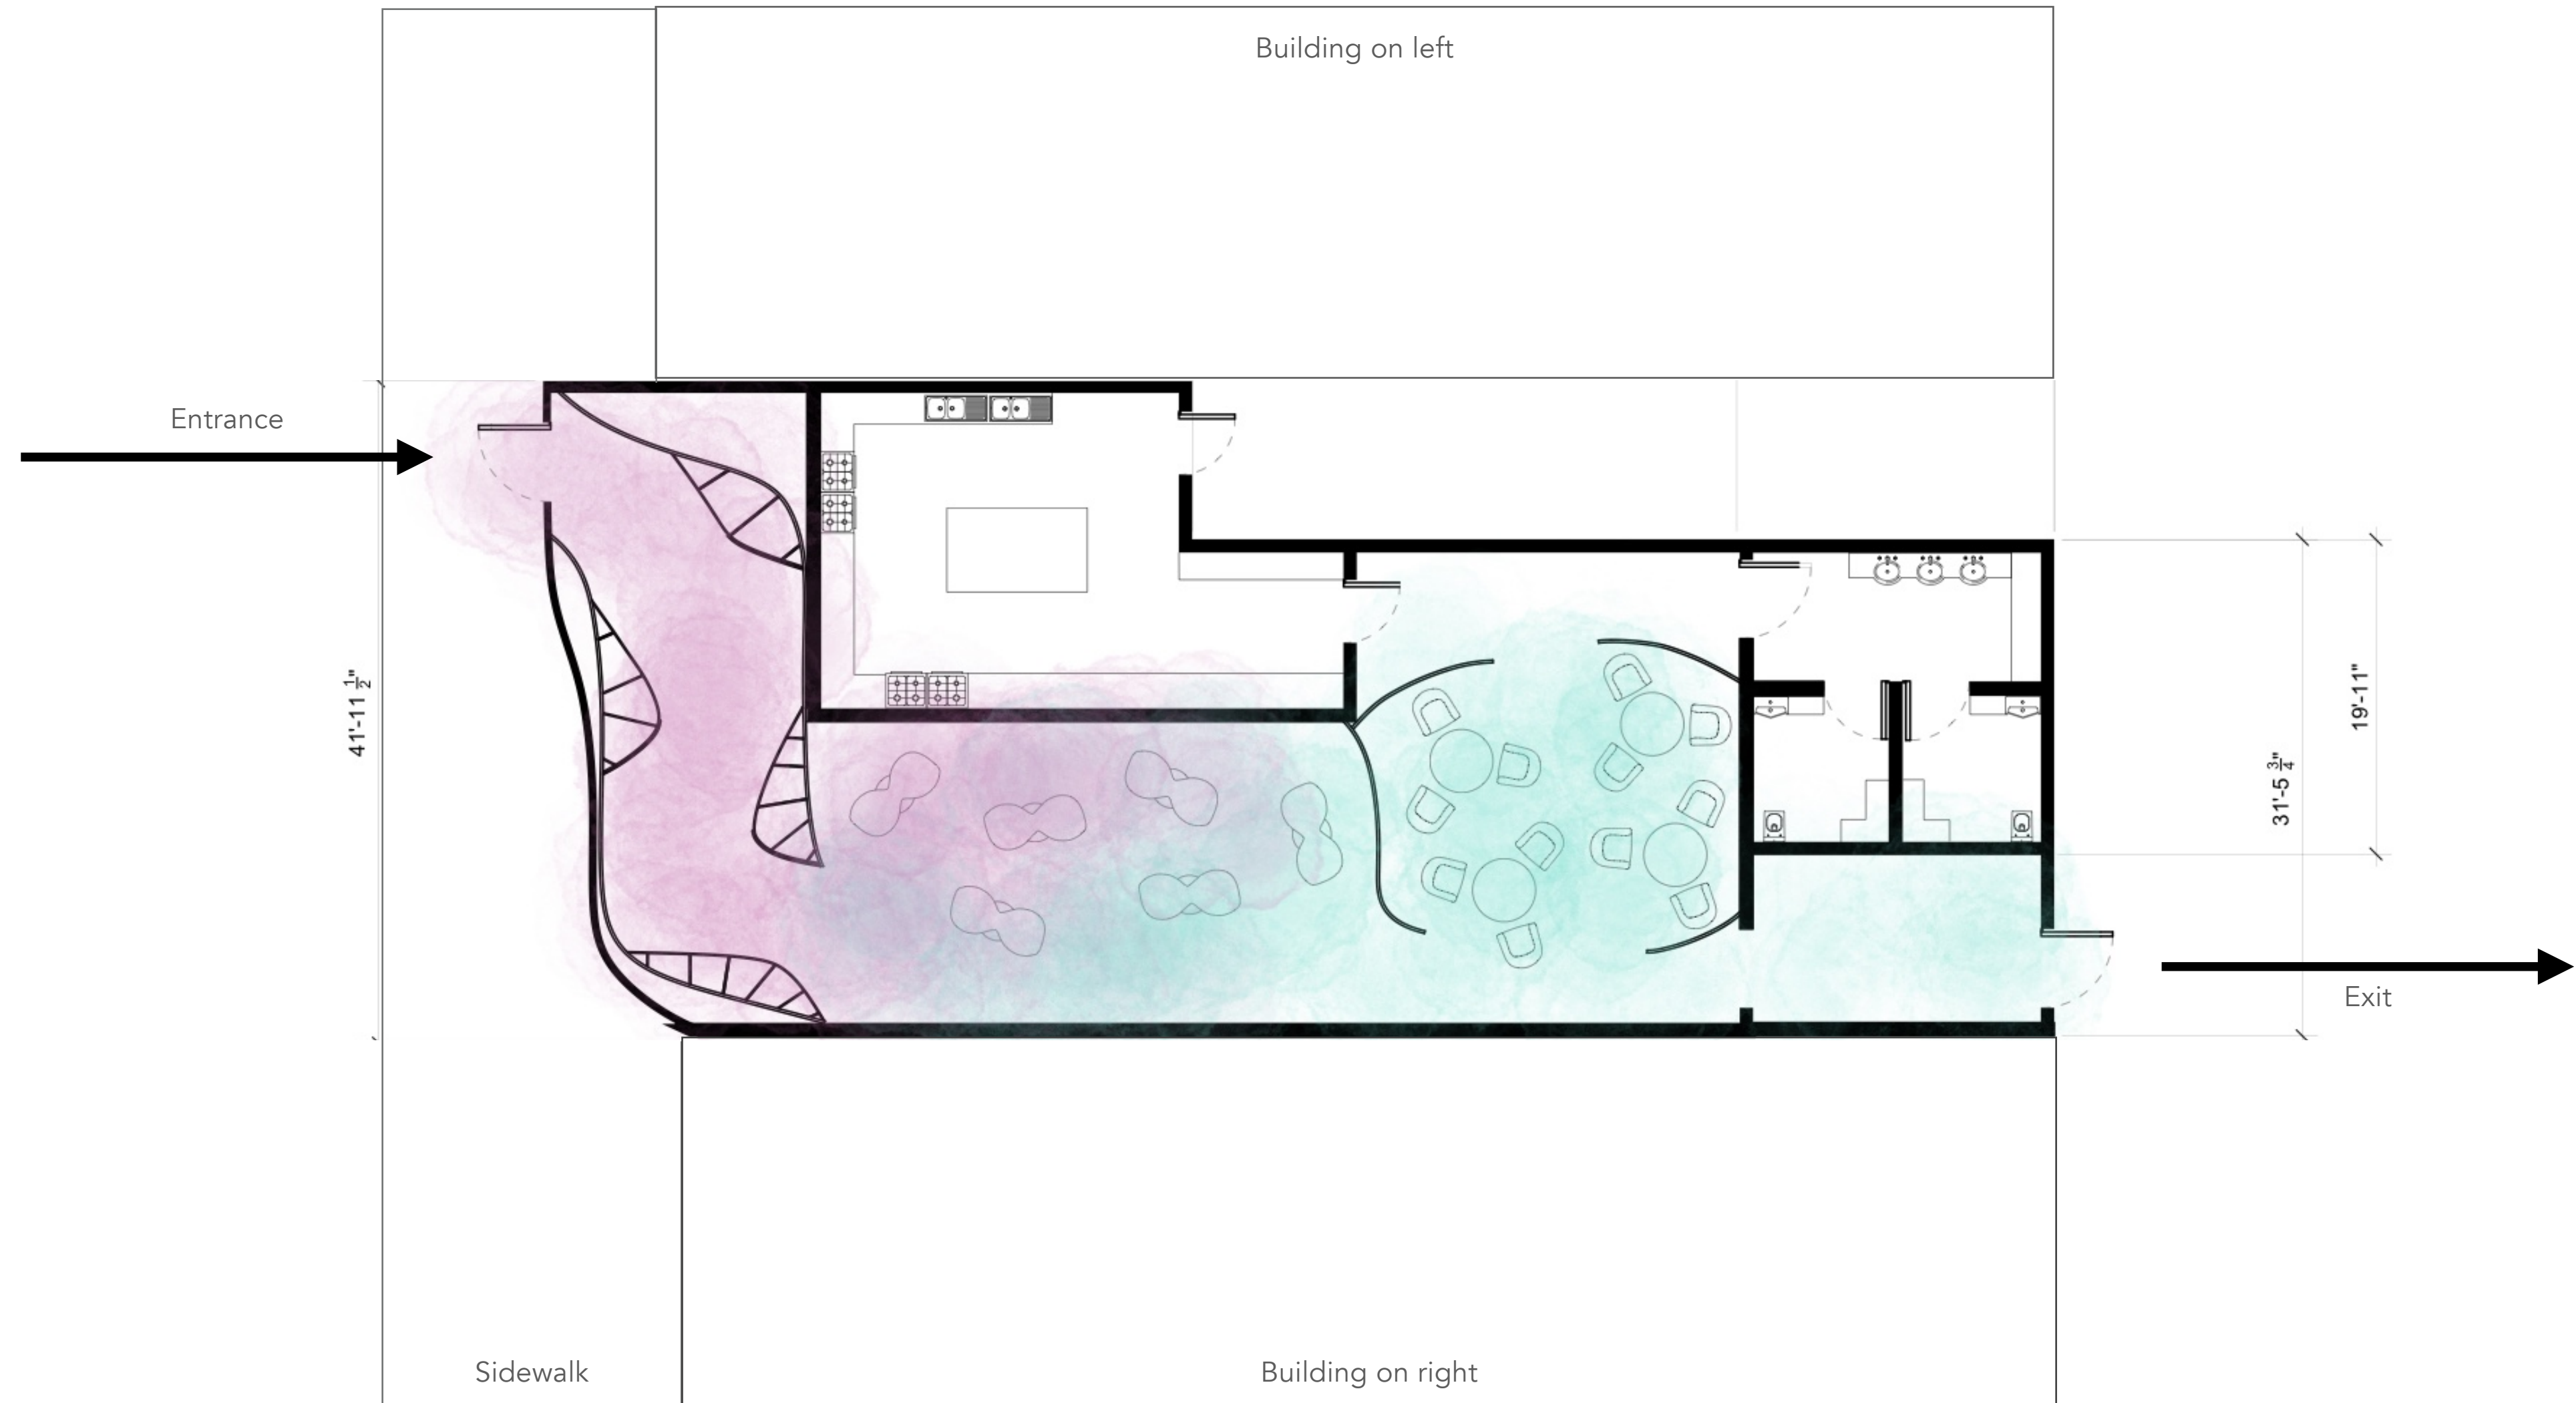 Building on left
Entrance
41'-11 1/2"
19'-11"
31'-5 3/4"
Exit
Sidewalk
Building on right